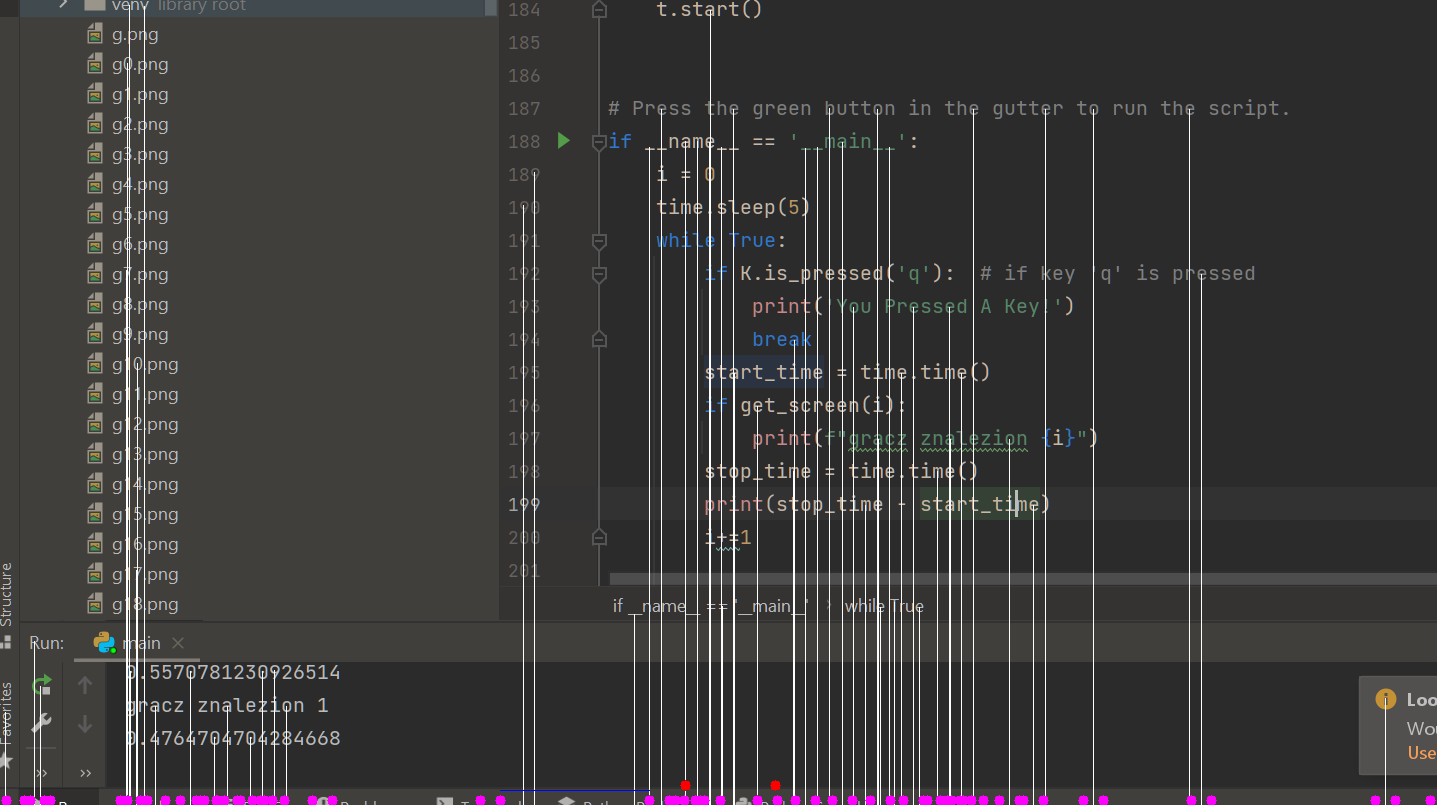 venv library root
g.png
g0.png
g1.png
g2.png
g3.png
g4.png
g5.png
g6.png
g7.png
g8.png
g9.png
g10.png
g11.png
g12.png
g13.png
g14.png
g15.png
g16.png
g17.png
g18.png
184 t.start()
185
186
187 # Press the green button in the gutter to run the script.
188 if __name__ == '__main__':
189 i = 0
190 time.sleep(5)
191 while True:
192 if K.is_pressed('q'):  # if key 'q' is pressed
193 print('You Pressed A Key!')
194 break
195 start_time = time.time()
196 if get_screen(i):
197 print(f"gracz znalezion {i}")
198 stop_time = time.time()
199 print(stop_time - start_time)
200 i+=1
201
if __name__ == '__main__' › while True
Structure
Favorites
Run: main
0.5570781230926514
gracz znalezion 1
0.4764704704284668
Loo
Wou
Use